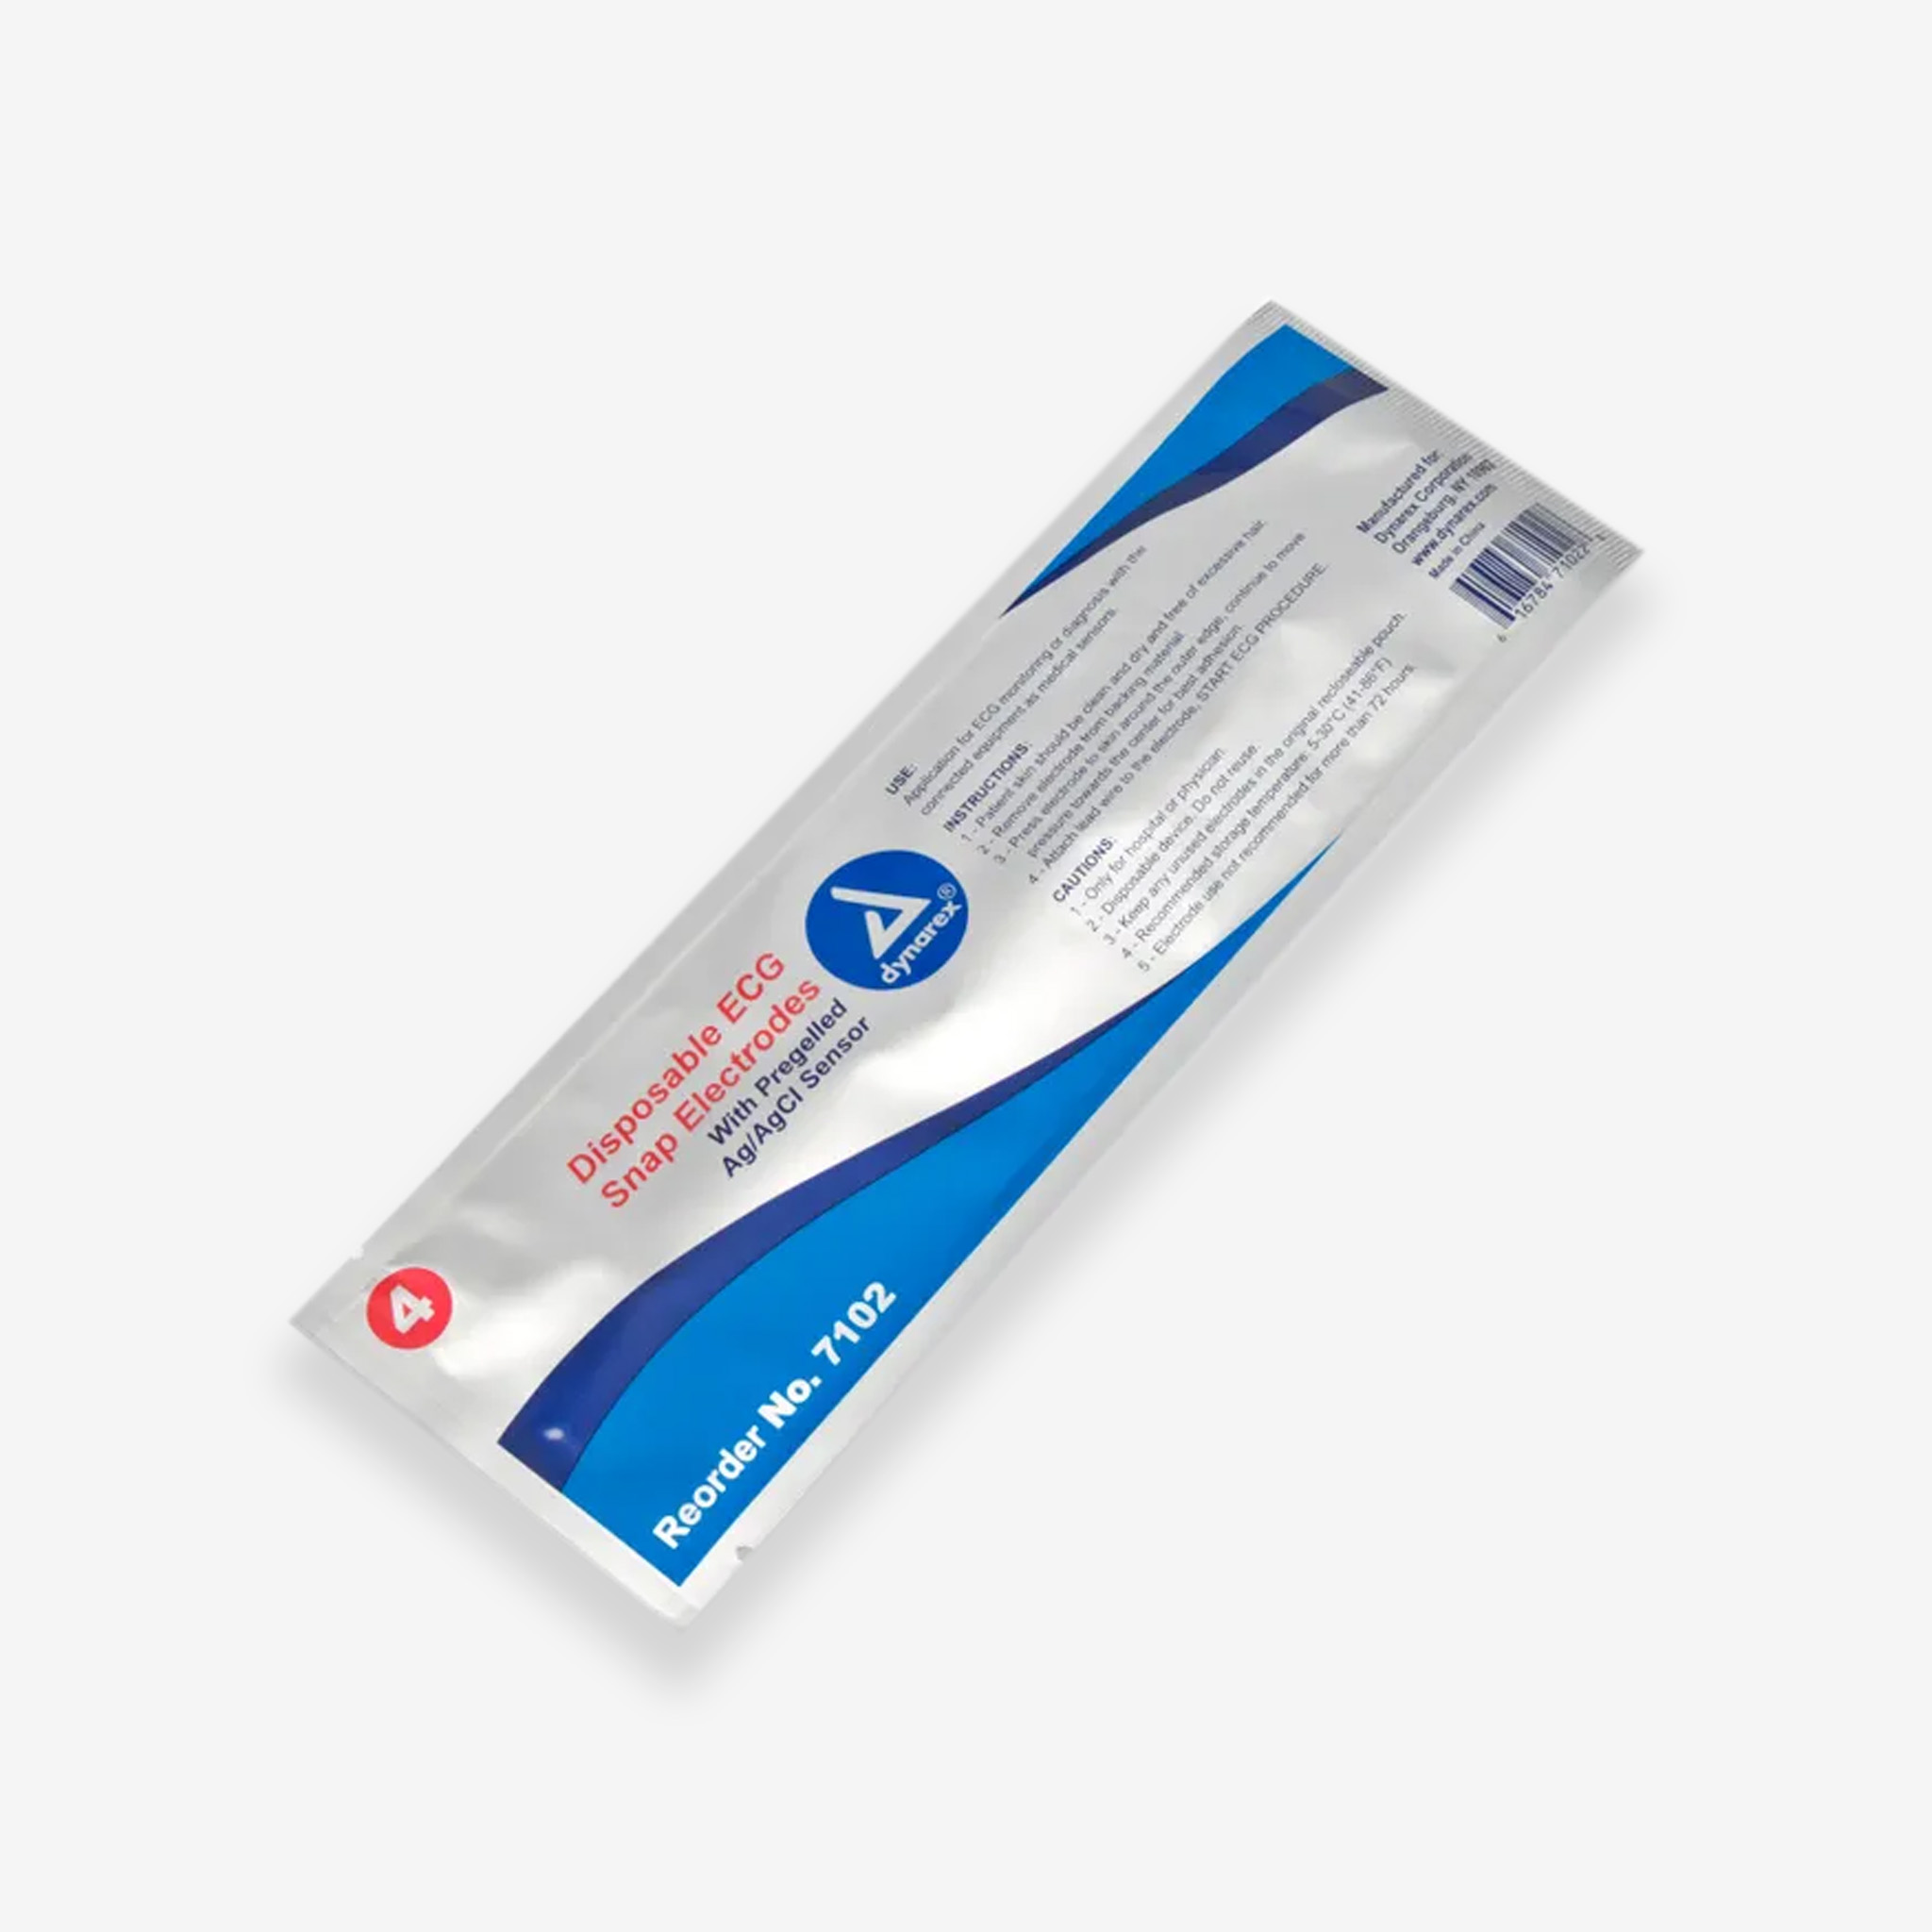 4
Disposable ECG
Snap Electrodes
With Pregelled
Ag/AgCl Sensor
dynarex®
Reorder No. 7102
USE:
Application for ECG monitoring or diagnosis with the
connected equipment as medical sensors.
INSTRUCTIONS:
1 - Patient skin should be clean and dry and free of excessive hair.
2 - Remove electrode from backing material.
3 - Press electrode to skin around the outer edge, continue to move
pressure towards the center for best adhesion.
4 - Attach lead wire to the electrode, START ECG PROCEDURE.
CAUTIONS:
1 - Only for hospital or physician.
2 - Disposable device. Do not reuse.
3 - Keep any unused electrodes in the original recloseable pouch.
4 - Recommended storage temperature: 5-30°C (41-86°F)
5 - Electrode use not recommended for more than 72 hours.
Manufactured for:
Dynarex Corporation
Orangeburg, NY 10962
www.dynarex.com
Made in China
6 16784 71022 1